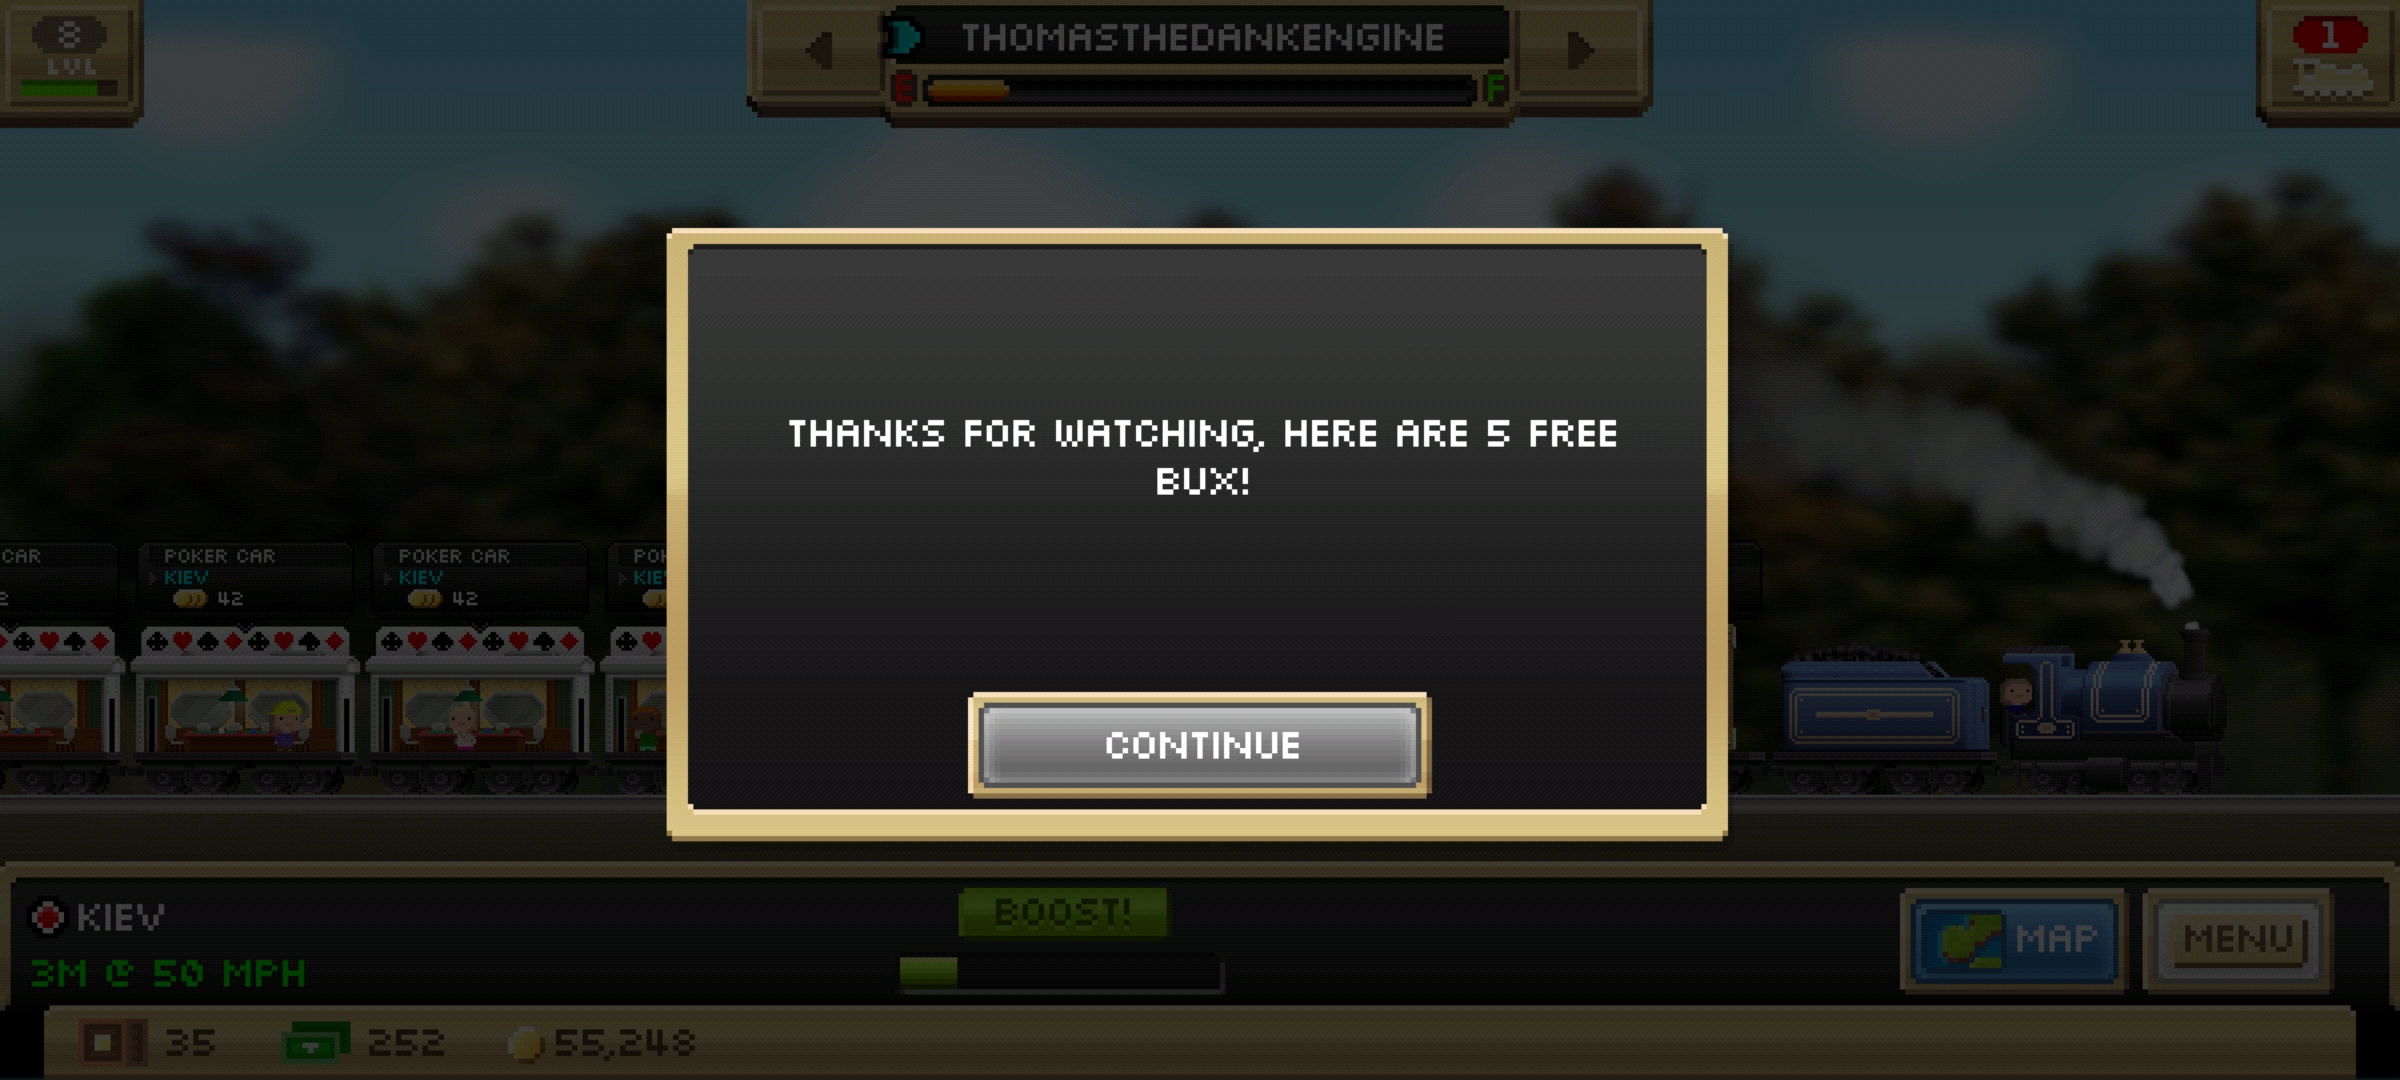 8
LVL
THOMASTHEDANKENGINE
E F
1
THANKS FOR WATCHING, HERE ARE 5 FREE
BUX!
CONTINUE
CAR
POKER CAR
KIEV
42
POKER CAR
KIEV
42
KIEV
3M @ 50 MPH
BOOST!
MAP
MENU
35 252 55,248